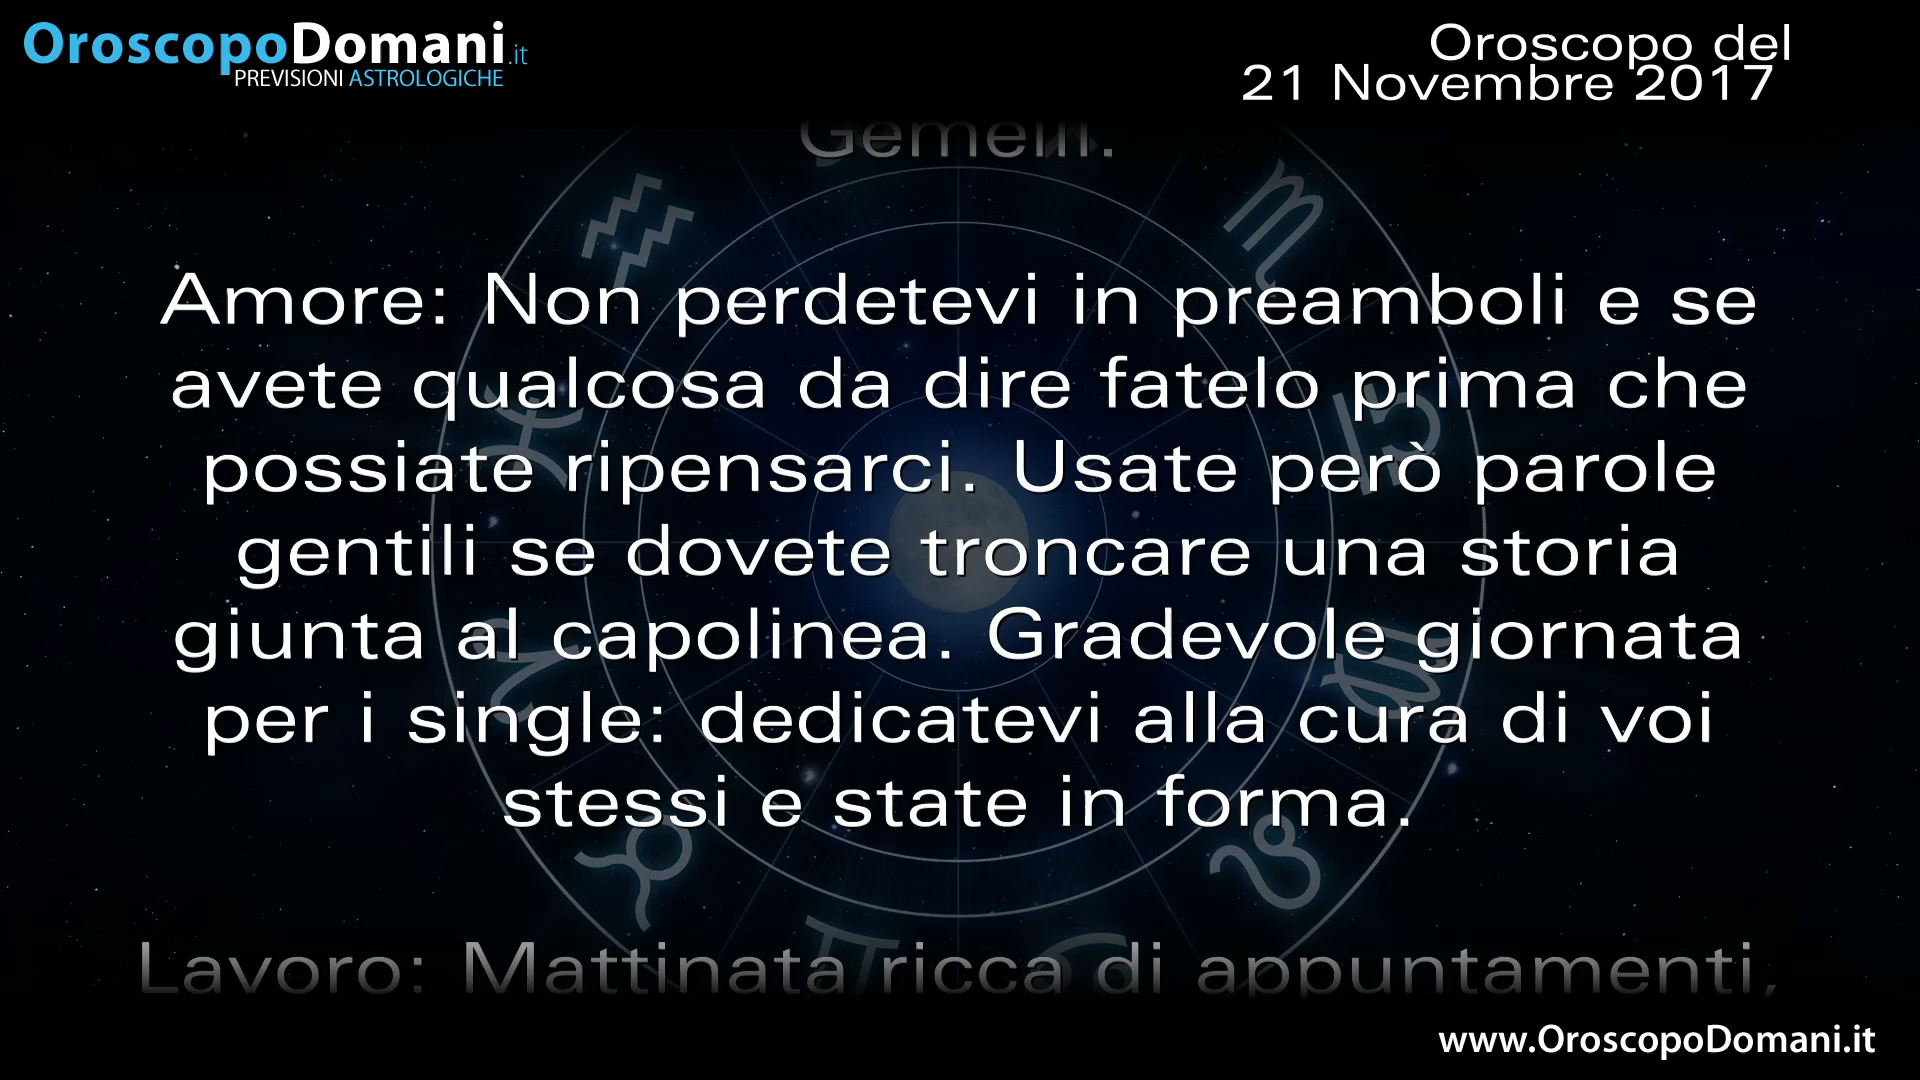 OroscopoDomani.it
PREVISIONI ASTROLOGICHE
Oroscopo del
21 Novembre 2017
Gemelli.
Amore: Non perdetevi in preamboli e se
avete qualcosa da dire fatelo prima che
possiate ripensarci. Usate però parole
gentili se dovete troncare una storia
giunta al capolinea. Gradevole giornata
per i single: dedicatevi alla cura di voi
stessi e state in forma.
Lavoro: Mattinata ricca di appuntamenti,
www.OroscopoDomani.it